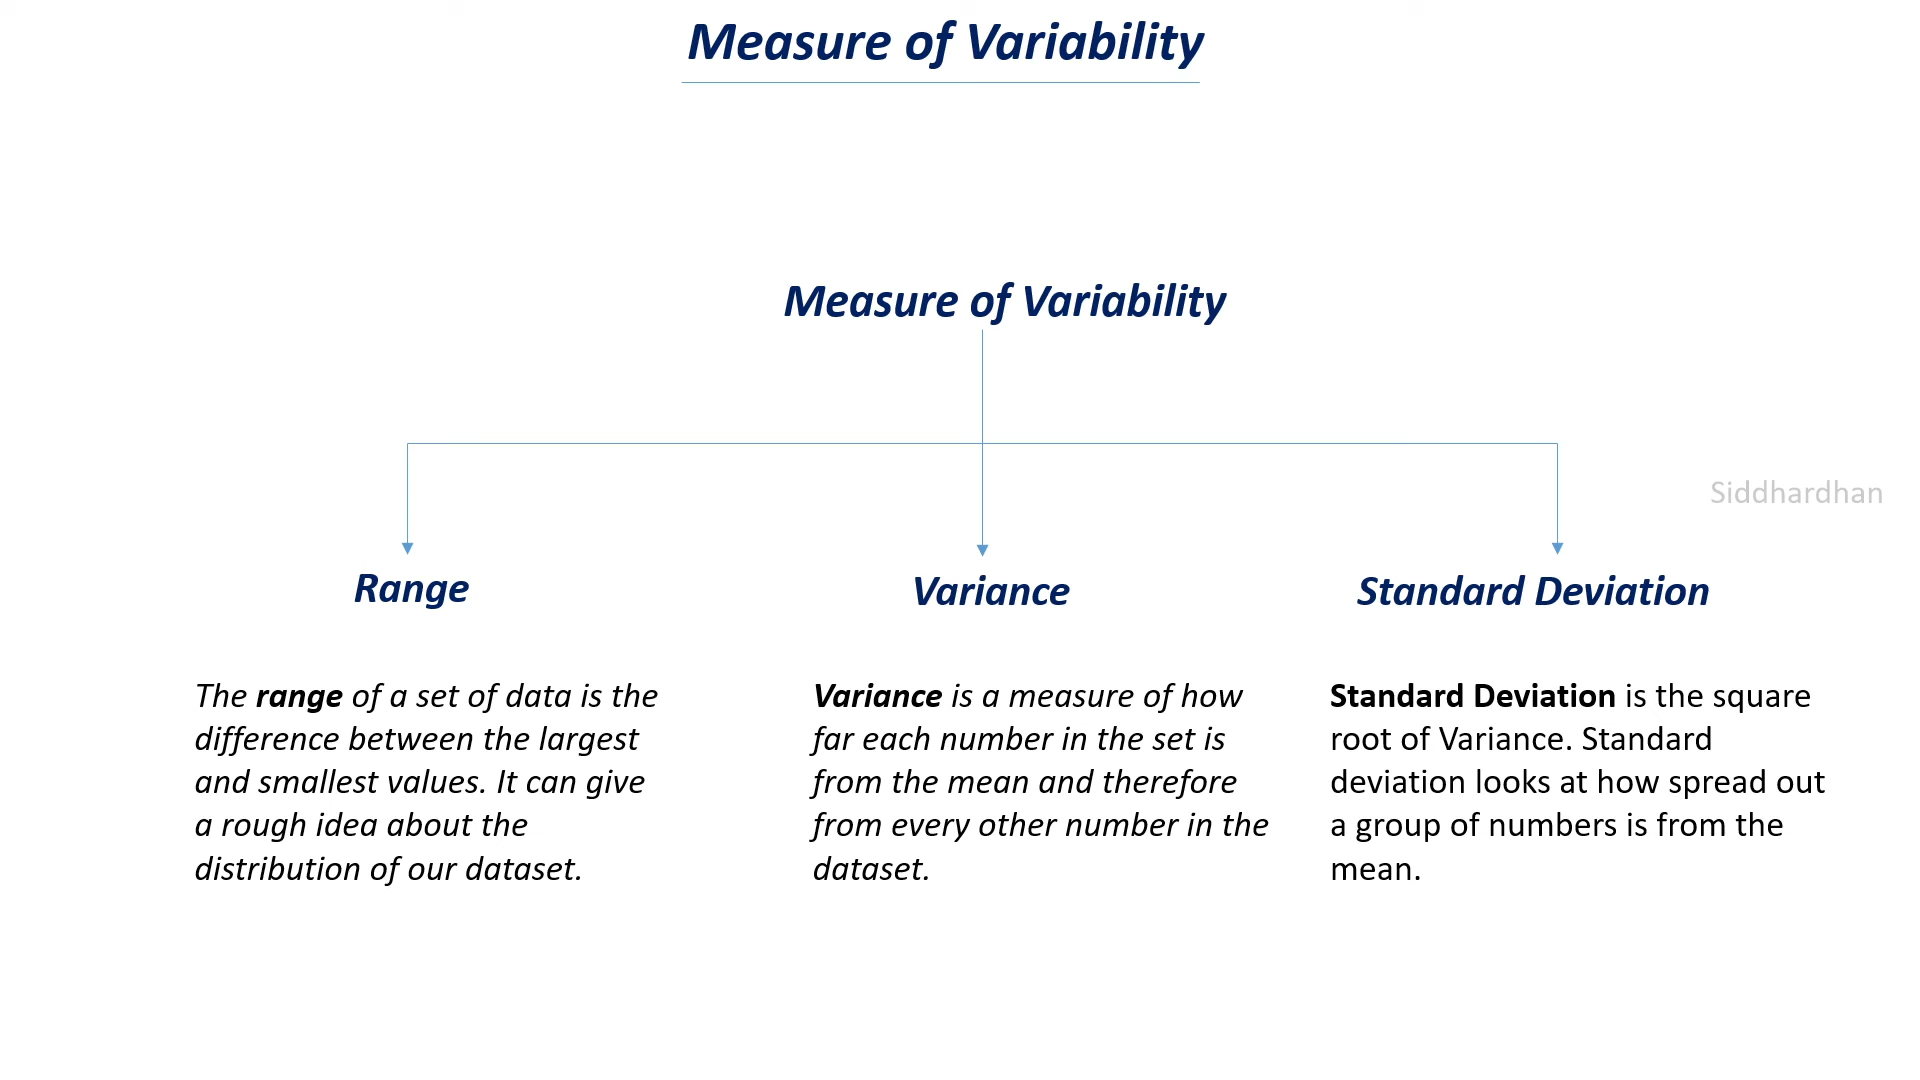 Measure of Variability
Measure of Variability
Siddhardhan
Range
Variance
Standard Deviation
The range of a set of data is the
difference between the largest
and smallest values. It can give
a rough idea about the
distribution of our dataset.
Variance is a measure of how
far each number in the set is
from the mean and therefore
from every other number in the
dataset.
Standard Deviation is the square
root of Variance. Standard
deviation looks at how spread out
a group of numbers is from the
mean.